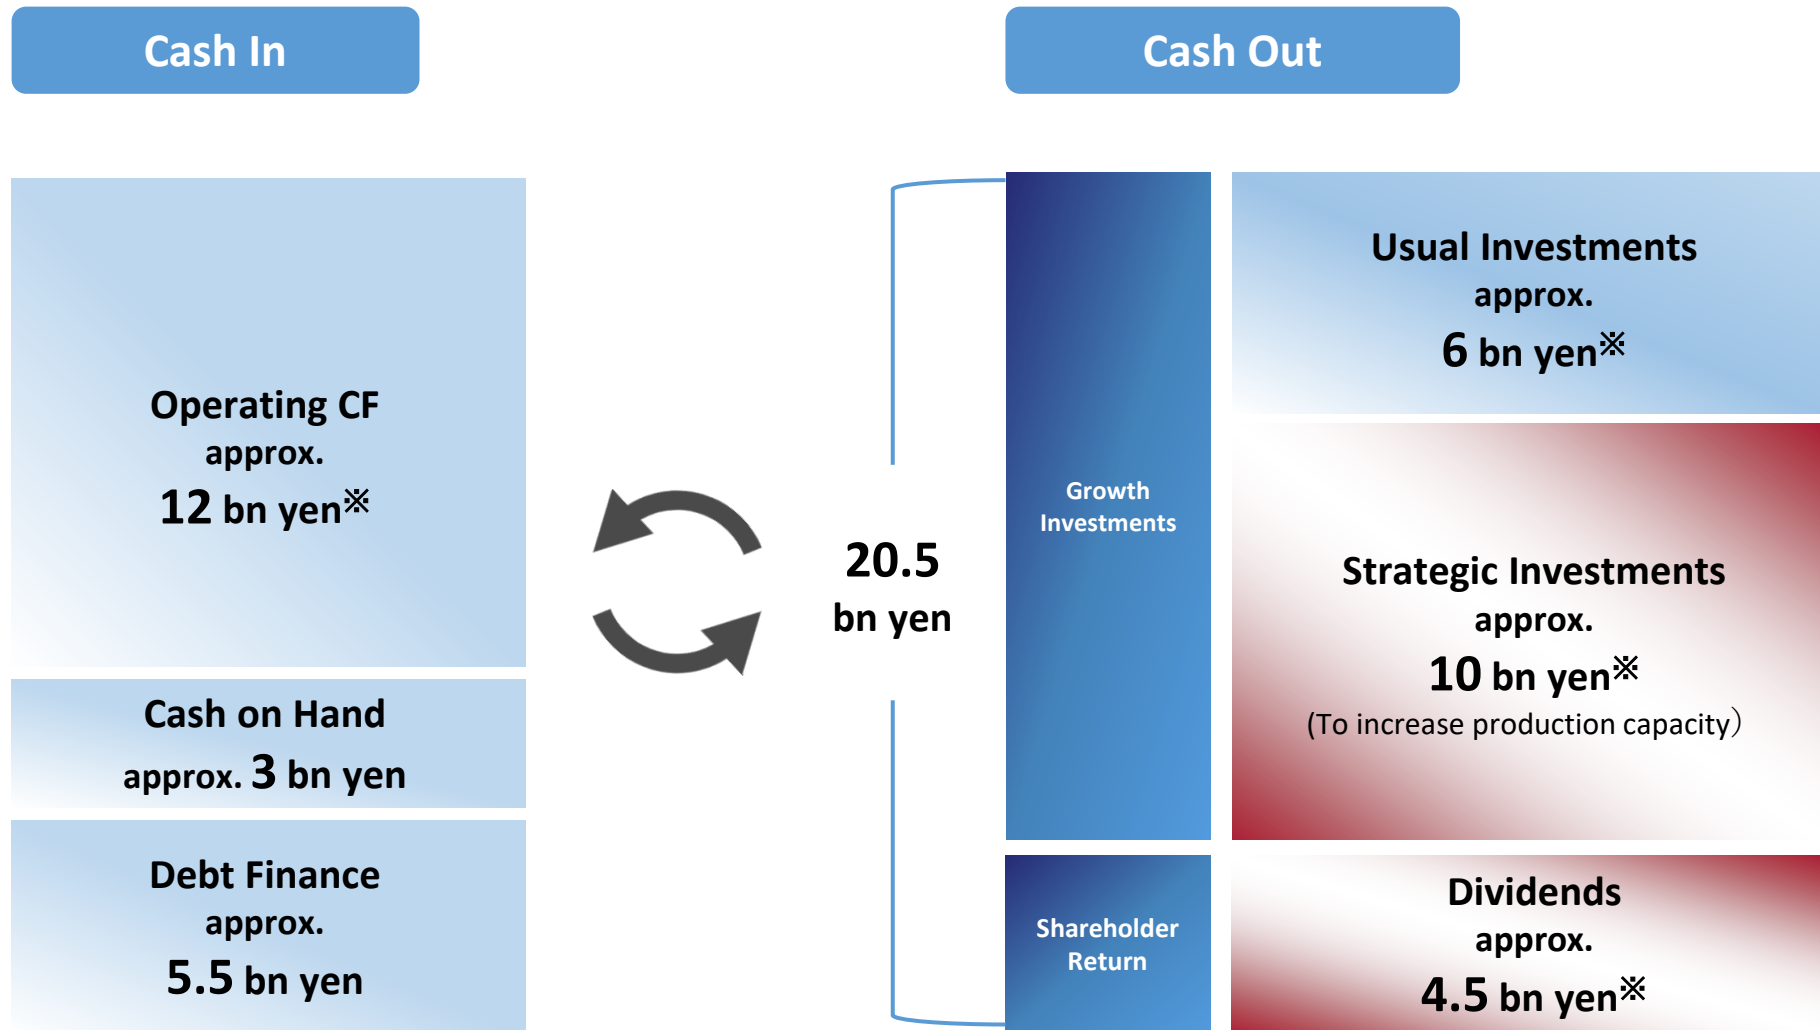 Cash In
Cash Out
Operating CF
approx.
12 bn yen※
Cash on Hand
approx. 3 bn yen
Debt Finance
approx.
5.5 bn yen
20.5
bn yen
Growth
Investments
Shareholder
Return
Usual Investments
approx.
6 bn yen※
Strategic Investments
approx.
10 bn yen※
(To increase production capacity）
Dividends
approx.
4.5 bn yen※